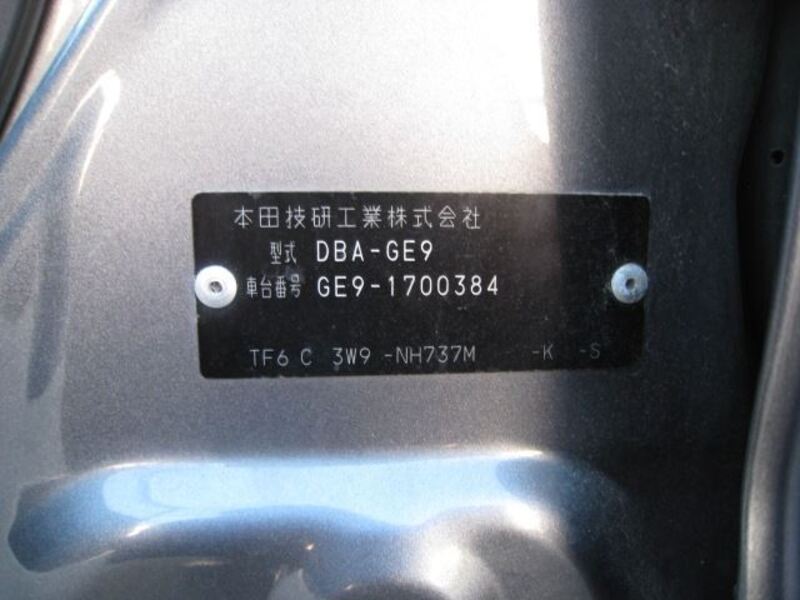 本田技研工業株式会社
型式 DBA-GE9
車台番号 GE9-1700384
TF6 C 3W9 -NH737M -K -S